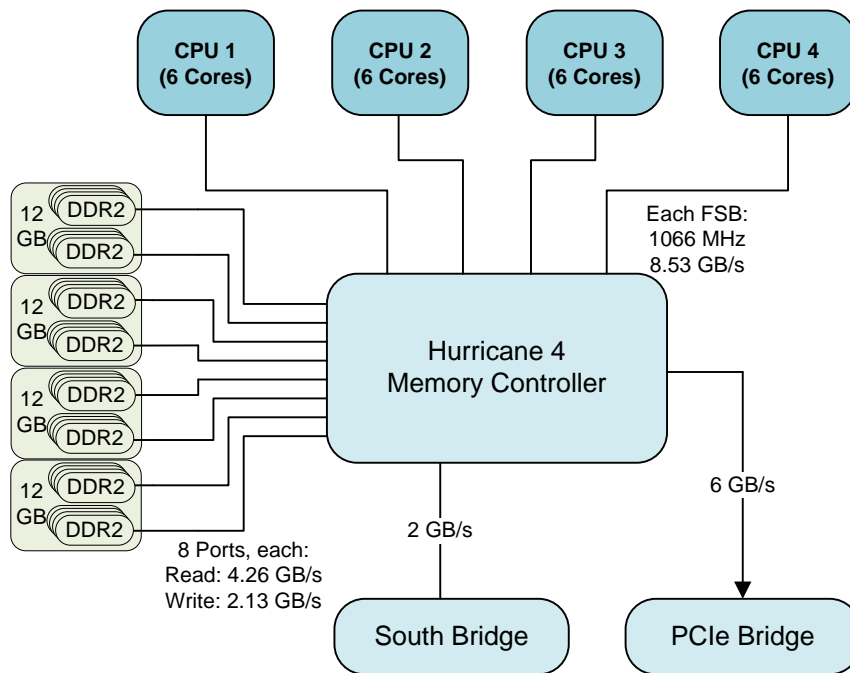 CPU 1
(6 Cores)
CPU 2
(6 Cores)
CPU 3
(6 Cores)
CPU 4
(6 Cores)
12
GB
DDR2
DDR2
12
GB
DDR2
DDR2
12
GB
DDR2
DDR2
12
GB
DDR2
DDR2
Each FSB:
1066 MHz
8.53 GB/s
Hurricane 4
Memory Controller
8 Ports, each:
Read: 4.26 GB/s
Write: 2.13 GB/s
2 GB/s
6 GB/s
South Bridge
PCIe Bridge